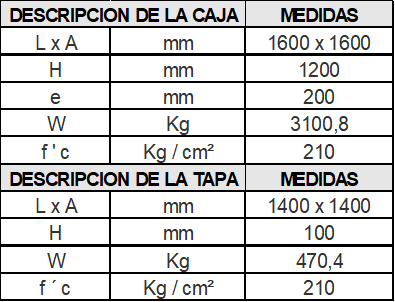 DESCRIPCION DE LA CAJA MEDIDAS
L x A mm 1600 x 1600
H mm 1200
e mm 200
W Kg 3100,8
f ' c Kg / cm² 210
DESCRIPCION DE LA TAPA MEDIDAS
L x A mm 1400 x 1400
H mm 100
W Kg 470,4
f ´ c Kg / cm² 210